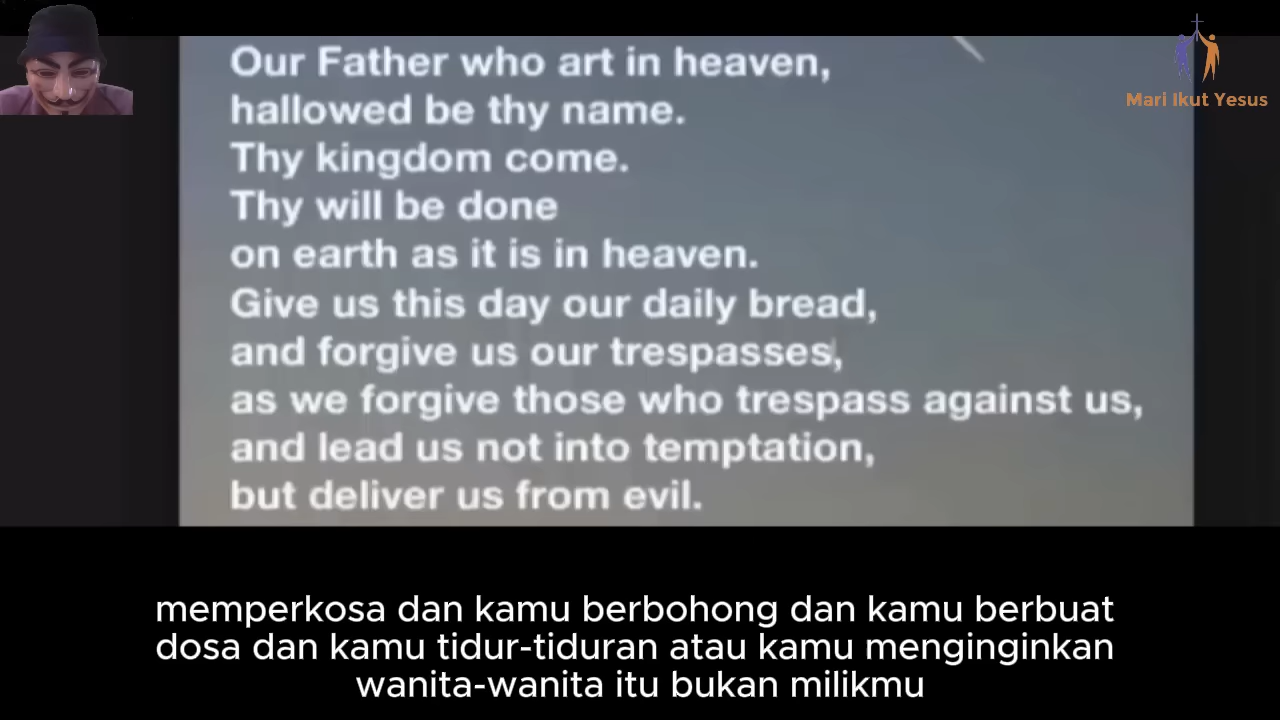 Our Father who art in heaven,
hallowed be thy name.
Thy kingdom come.
Thy will be done
on earth as it is in heaven.
Give us this day our daily bread,
and forgive us our trespasses,
as we forgive those who trespass against us,
and lead us not into temptation,
but deliver us from evil.
Mari Ikut Yesus
memperkosa dan kamu berbohong dan kamu berbuat
dosa dan kamu tidur-tiduran atau kamu menginginkan
wanita-wanita itu bukan milikmu